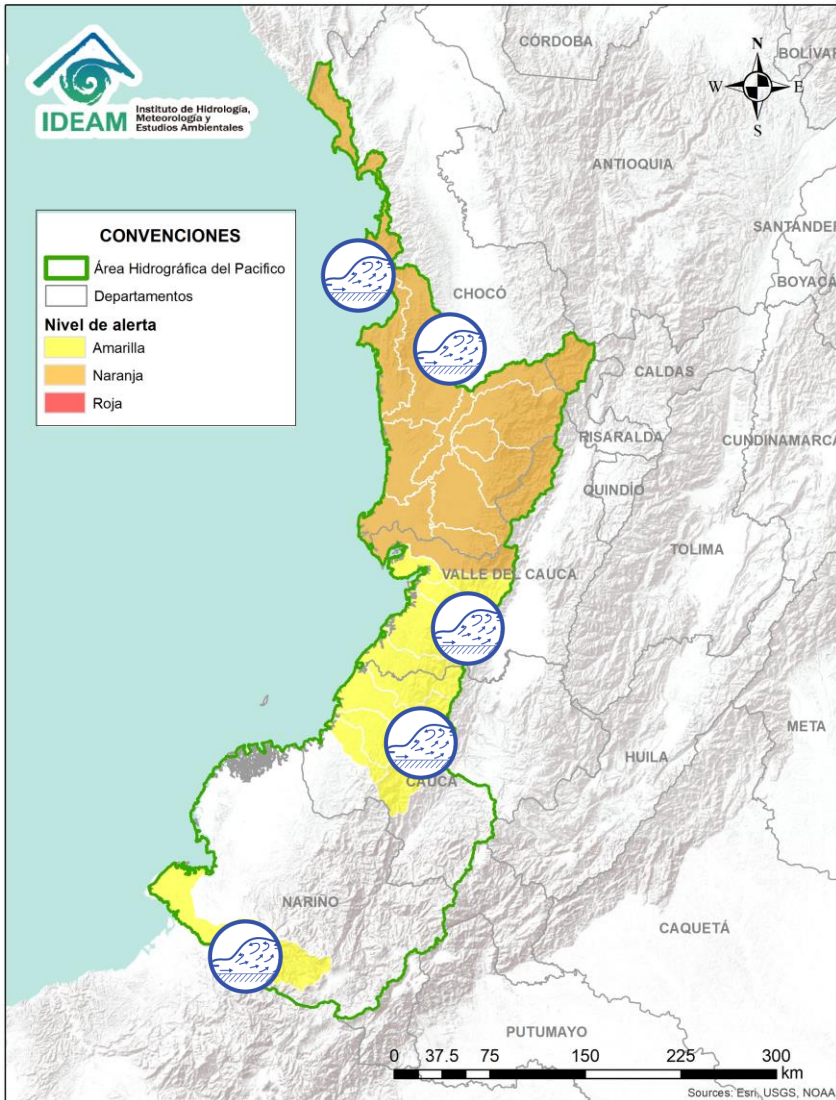 IDEAM
Instituto de Hidrología,
Meteorología y
Estudios Ambientales
CONVENCIONES
Área Hidrográfica del Pacifico
Departamentos
Nivel de alerta
Amarilla
Naranja
Roja
N
W E
S
CÓRDOBA
BOLÍVAR
ANTIOQUIA
SANTANDER
BOYACÁ
CHOCÓ
CALDAS
RISARALDA
CUNDINAMARCA
QUINDÍO
TOLIMA
VALLE DEL CAUCA
META
HUILA
CAUCA
NARIÑO
CAQUETÁ
PUTUMAYO
0 37.5 75 150 225 300
km
Sources: Esri, USGS, NOAA